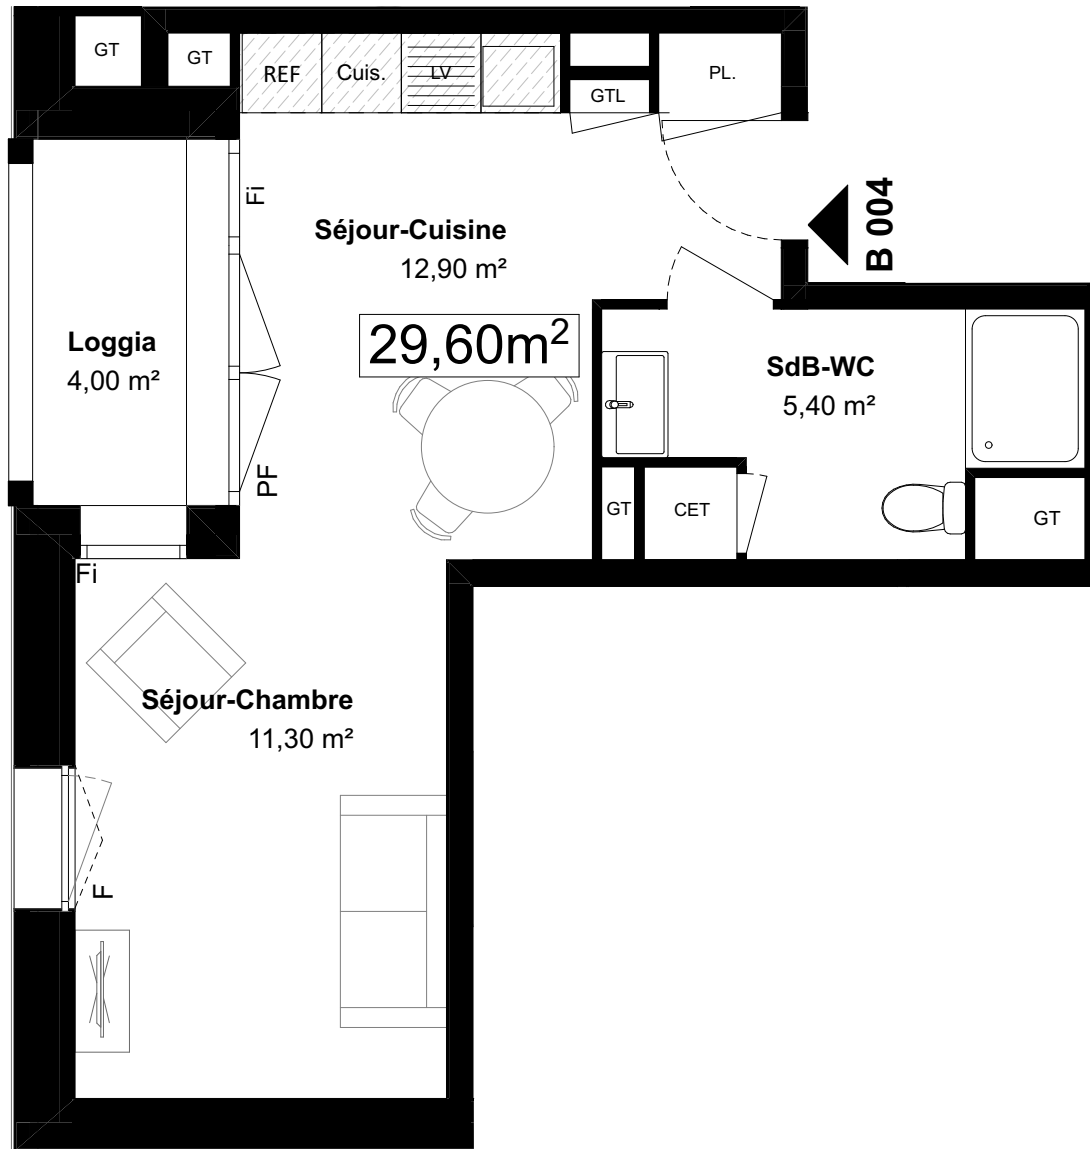 GT
GT
REF
Cuis.
LV
GTL
PL.
Fi
Séjour-Cuisine
12,90 m²
B 004
29,60m²
Loggia
4,00 m²
SdB-WC
5,40 m²
PF
GT
CET
GT
Fi
Séjour-Chambre
11,30 m²
F